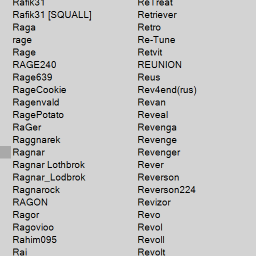 Rafik31
Rafik31 [SQUALL]
Raga
rage
Rage
RAGE240
Rage639
RageCookie
Ragenvald
RagePotato
RaGer
Raggnarek
Ragnar
Ragnar Lothbrok
Ragnar_Lodbrok
Ragnarock
RAGON
Ragor
Ragovioo
Rahim095
Rai
ReTreat
Retriever
Retro
Re-Tune
Retvit
REUNION
Reus
Rev4end(rus)
Revan
Reveal
Revenga
Revenge
Revenger
Rever
Reverson
Reverson224
Revizor
Revo
Revol
Revoll
Revolt